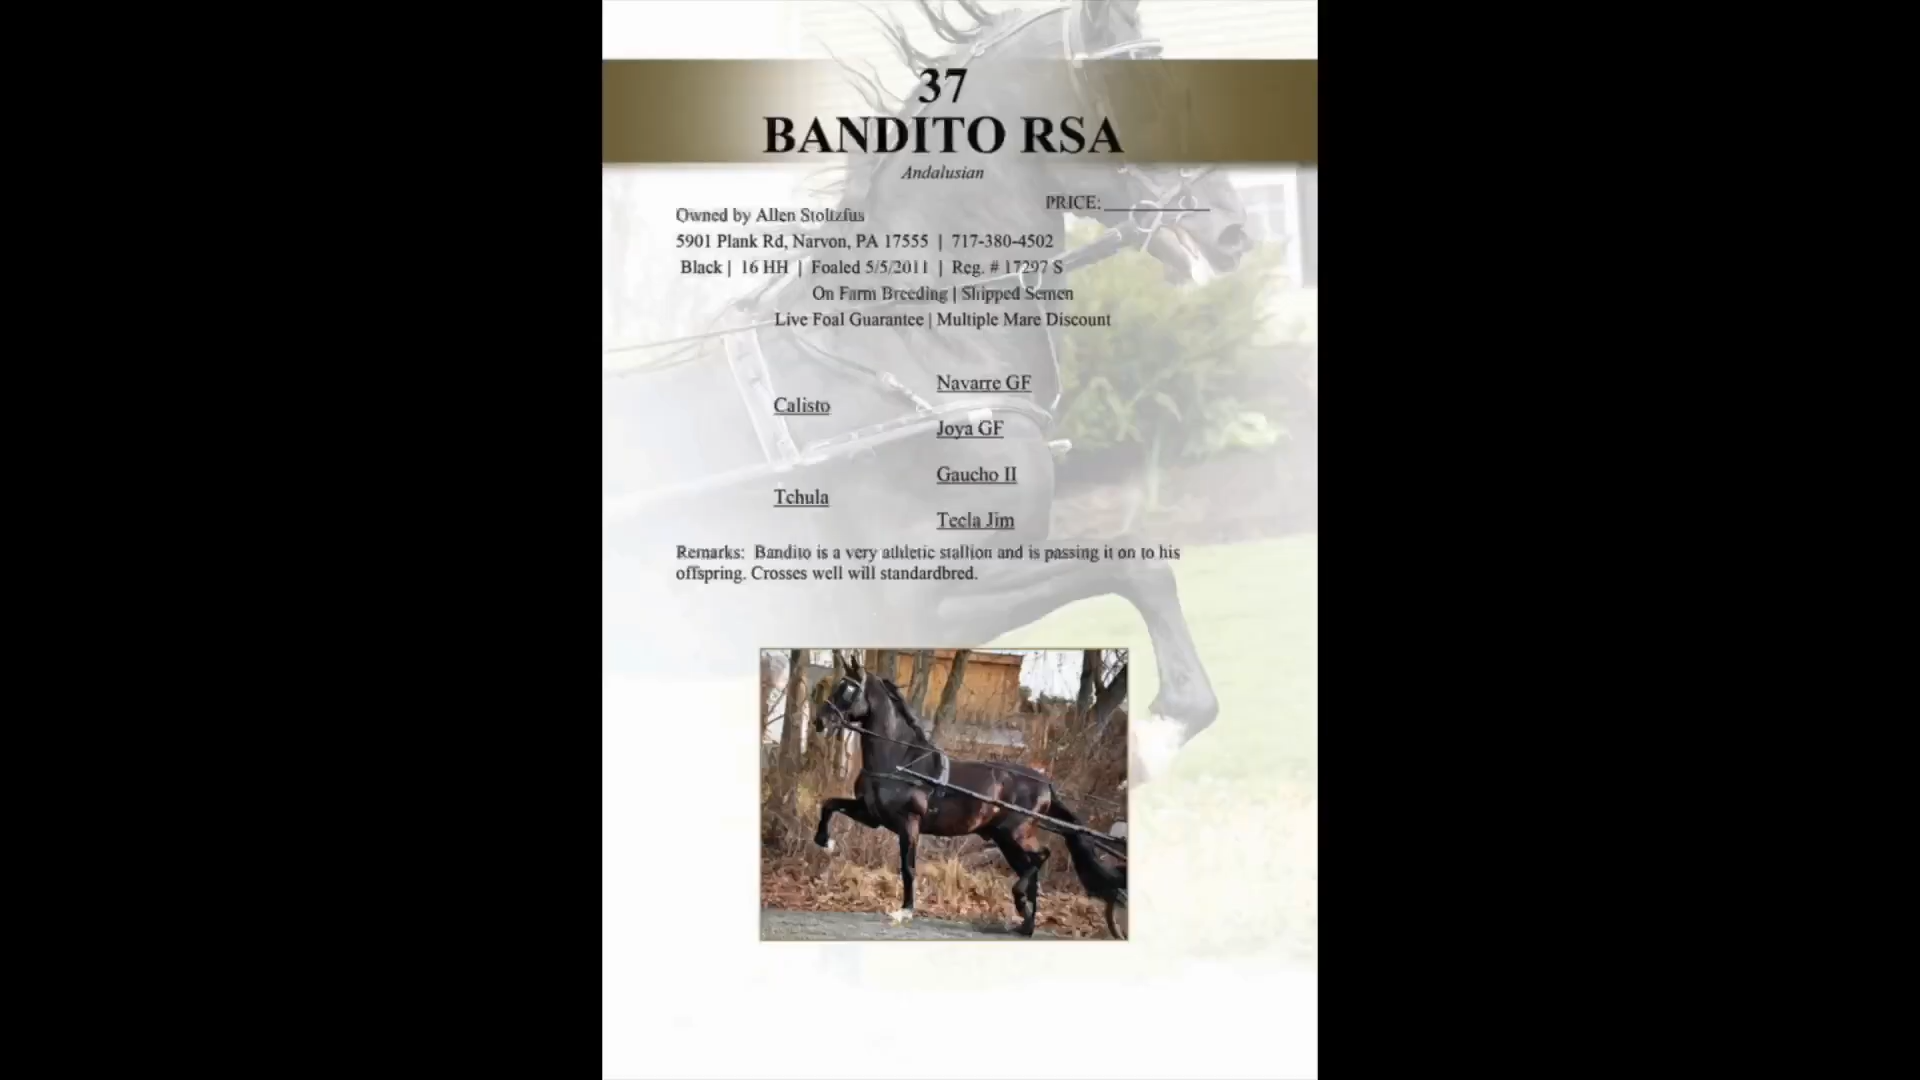 37
BANDITO RSA
Andalusian
PRICE:
Owned by Allen Stoltzfus
5901 Plank Rd, Narvon, PA 17555 | 717-380-4502
Black | 16 HH | Foaled 5/5/2011 | Reg. # 17297 S
On Farm Breeding | Shipped Semen
Live Foal Guarantee | Multiple Mare Discount
Navarre GF
Calisto
Joya GF
Gaucho II
Tchula
Tecla Jim
Remarks: Bandito is a very athletic stallion and is passing it on to his
offspring. Crosses well will standardbred.